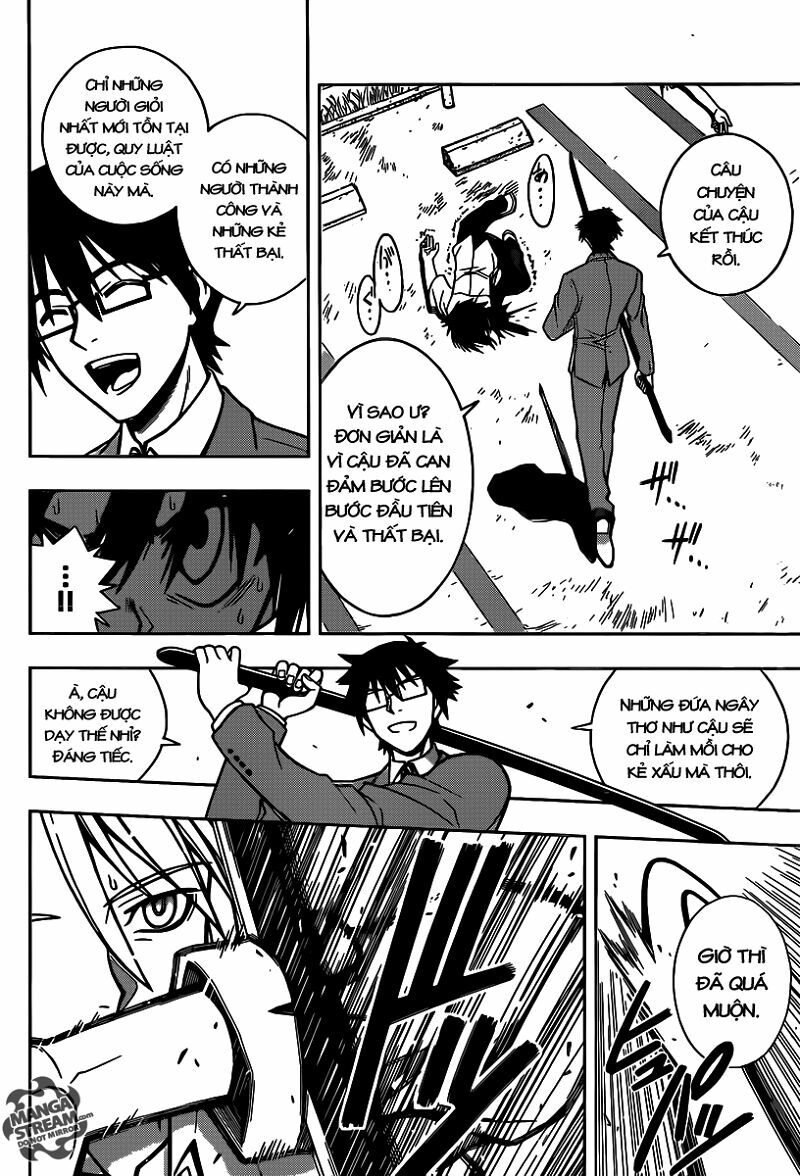 CÂU
CHUYỆN
CỦA CẬU
KẾT THÚC
RỒI.
VÌ SAO Ư?
ĐƠN GIẢN LÀ
VÌ CẬU ĐÃ CAN
ĐẢM BƯỚC LÊN
BƯỚC ĐẦU TIÊN
VÀ THẤT BẠI.
CÓ NHỮNG
NGƯỜI THÀNH
CÔNG VÀ
NHỮNG KẺ
THẤT BẠI.
CHỈ NHỮNG
NGƯỜI GIỎI
NHẤT MỚI TỒN TẠI
ĐƯỢC, QUY LUẬT
CỦA CUỘC SỐNG
NÀY MÀ.
...!!
NHỮNG ĐỨA NGÂY
THƠ NHƯ CẬU SẼ
CHỈ LÀM MỒI CHO
KẺ XẤU MÀ THÔI.
À, CẬU
KHÔNG ĐƯỢC
DẠY THẾ NHỈ?
ĐÁNG TIẾC.
GIỜ THÌ
ĐÃ QUÁ
MUỘN.
MANGA
STREAM.com
DO NOT MIRROR